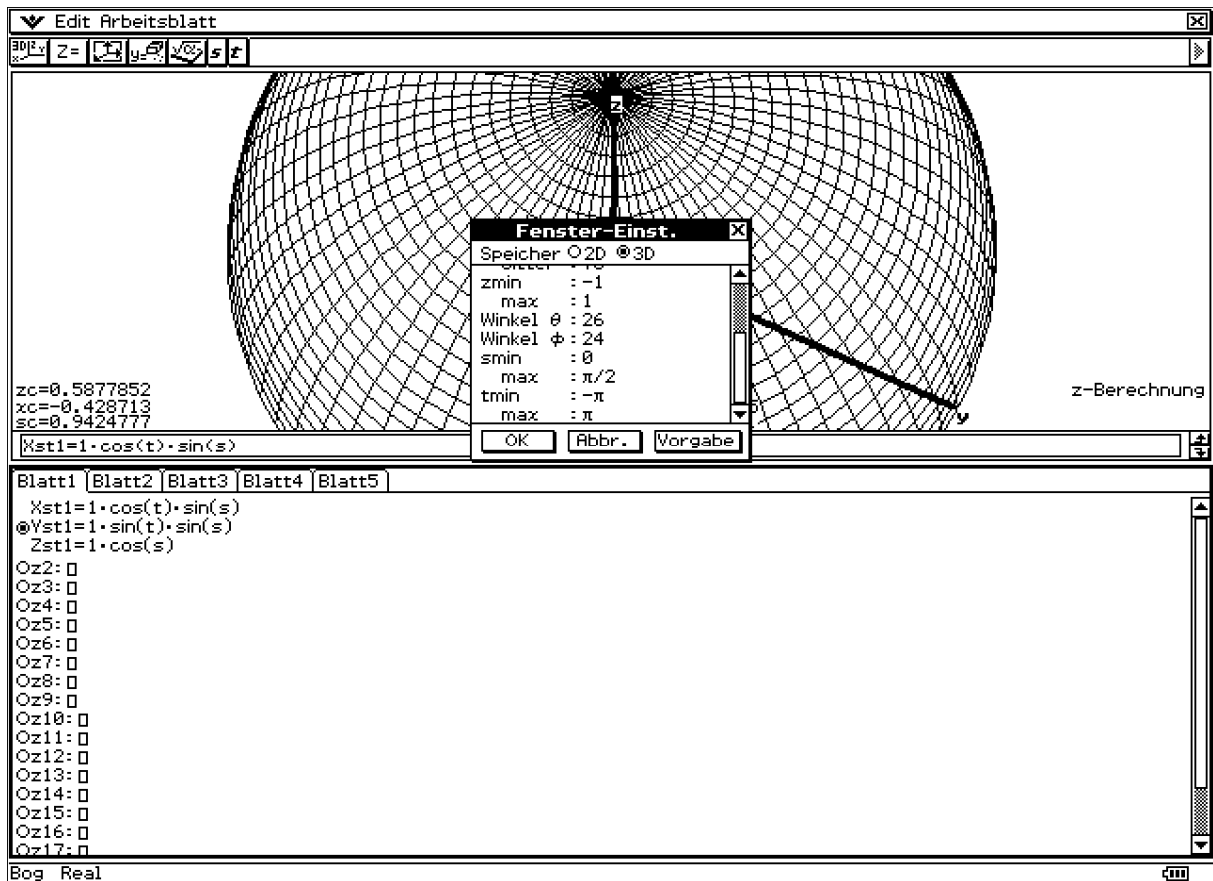 Edit Arbeitsblatt
Z= s t
z
Fenster-Einst.
Speicher 2D 3D
zmin :-1
max :1
Winkel θ :26
Winkel φ :24
smin :0
max :π/2
tmin :-π
max :π
OK Abbr. Vorgabe
y
zc=0.5877852
xc=-0.428713
sc=0.9424777
z-Berechnung
Xst1=1·cos(t)·sin(s)
Blatt1 Blatt2 Blatt3 Blatt4 Blatt5
Xst1=1·cos(t)·sin(s)
Yst1=1·sin(t)·sin(s)
Zst1=1·cos(s)
z2:
z3:
z4:
z5:
z6:
z7:
z8:
z9:
z10:
z11:
z12:
z13:
z14:
z15:
z16:
z17:
Bog Real